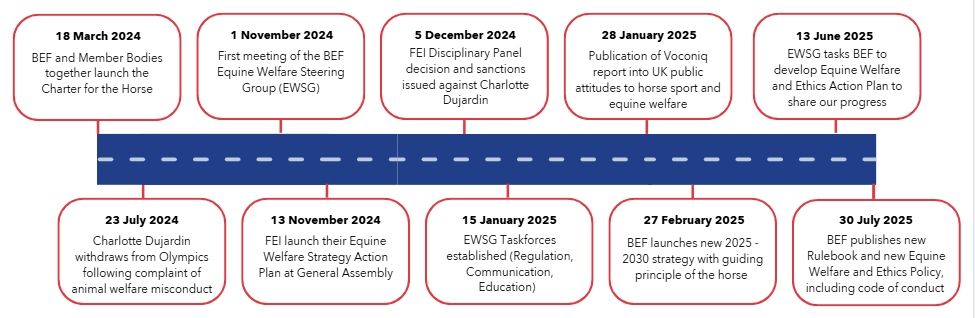 18 March 2024
BEF and Member Bodies
together launch the
Charter for the Horse
1 November 2024
First meeting of the BEF
Equine Welfare Steering
Group (EWSG)
5 December 2024
FEI Disciplinary Panel
decision and sanctions
issued against Charlotte
Dujardin
28 January 2025
Publication of Voconiq
report into UK public
attitudes to horse sport and
equine welfare
13 June 2025
EWSG tasks BEF to
develop Equine Welfare
and Ethics Action Plan to
share our progress
23 July 2024
Charlotte Dujardin
withdraws from Olympics
following complaint of
animal welfare misconduct
13 November 2024
FEI launch their Equine
Welfare Strategy Action
Plan at General Assembly
15 January 2025
EWSG Taskforces
established (Regulation,
Communication,
Education)
27 February 2025
BEF launches new 2025 -
2030 strategy with guiding
principle of the horse
30 July 2025
BEF publishes new
Rulebook and new Equine
Welfare and Ethics Policy,
including code of conduct